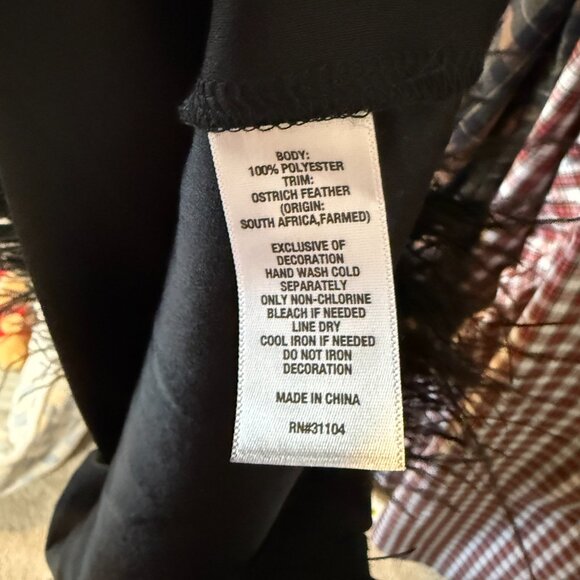 BODY:
100% POLYESTER
TRIM:
OSTRICH FEATHER
(ORIGIN:
SOUTH AFRICA,FARMED)
EXCLUSIVE OF
DECORATION
HAND WASH COLD
SEPARATELY
ONLY NON-CHLORINE
BLEACH IF NEEDED
LINE DRY
COOL IRON IF NEEDED
DO NOT IRON
DECORATION
MADE IN CHINA
RN#31104